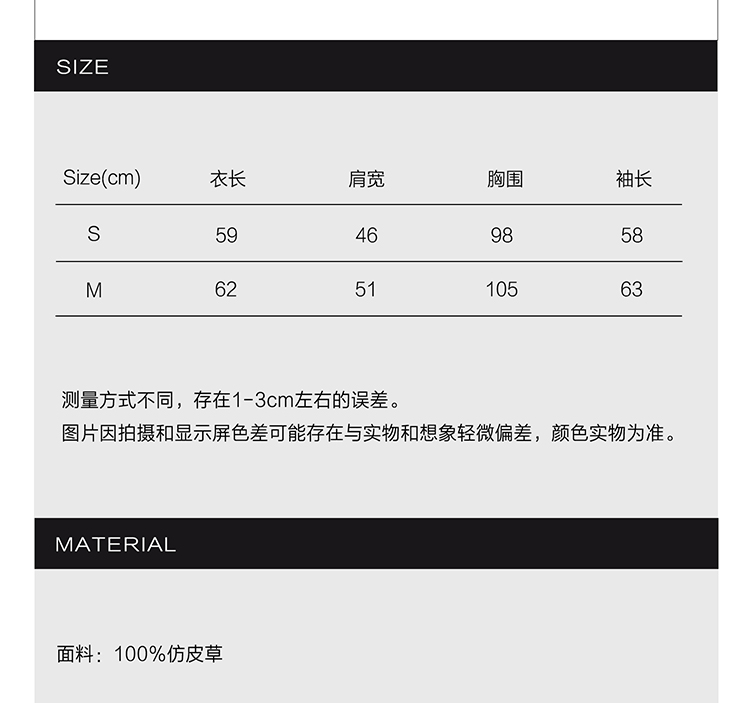 SIZE
Size(cm) 衣长 肩宽 胸围 袖长
S 59 46 98 58
M 62 51 105 63
测量方式不同，存在1-3cm左右的误差。
图片因拍摄和显示屏色差可能存在与实物和想象轻微偏差，颜色实物为准。
MATERIAL
面料：100%仿皮草